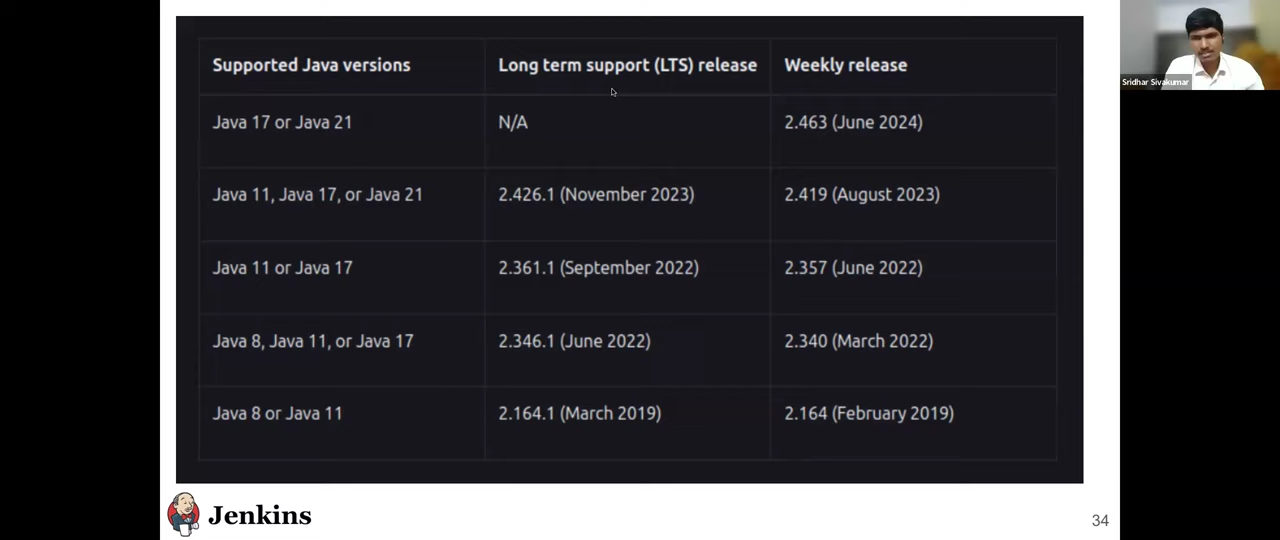 Supported Java versions Long term support (LTS) release Weekly release
Java 17 or Java 21 N/A 2.463 (June 2024)
Java 11, Java 17, or Java 21 2.426.1 (November 2023) 2.419 (August 2023)
Java 11 or Java 17 2.361.1 (September 2022) 2.357 (June 2022)
Java 8, Java 11, or Java 17 2.346.1 (June 2022) 2.340 (March 2022)
Java 8 or Java 11 2.164.1 (March 2019) 2.164 (February 2019)
Jenkins
34
Sridhar Sivakumar